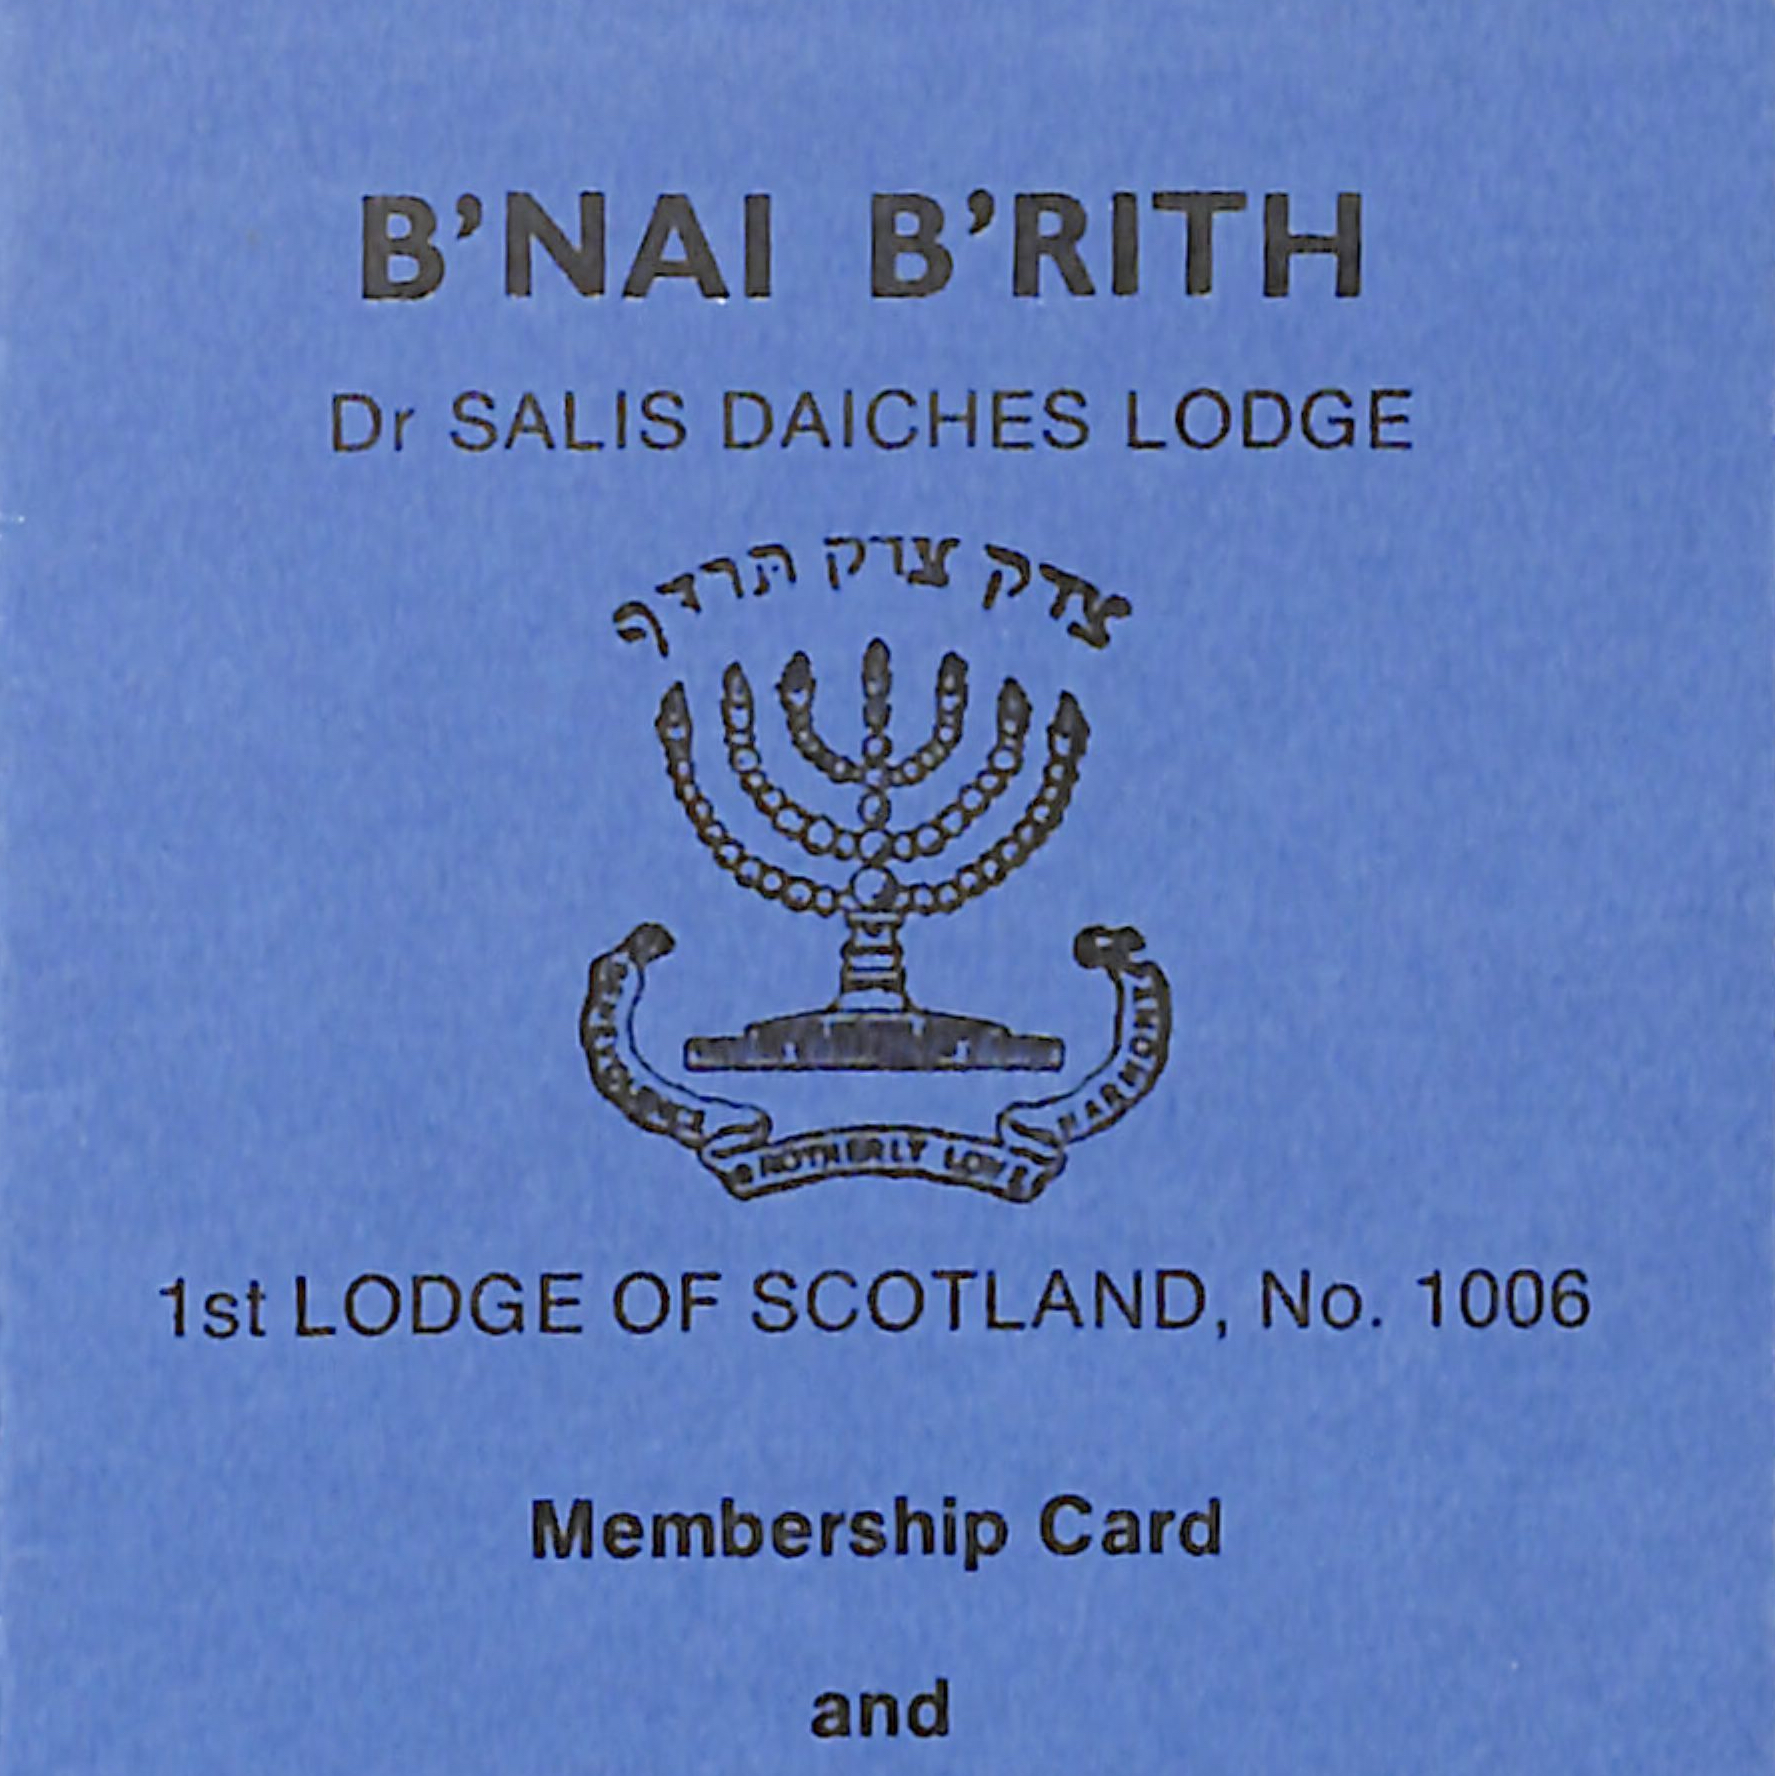 B'NAI B'RITH
Dr SALIS DAICHES LODGE
צדק צדק תרדף
BENEVOLENCE
BROTHERLY LOVE
HARMONY
1st LODGE OF SCOTLAND, No. 1006
Membership Card
and